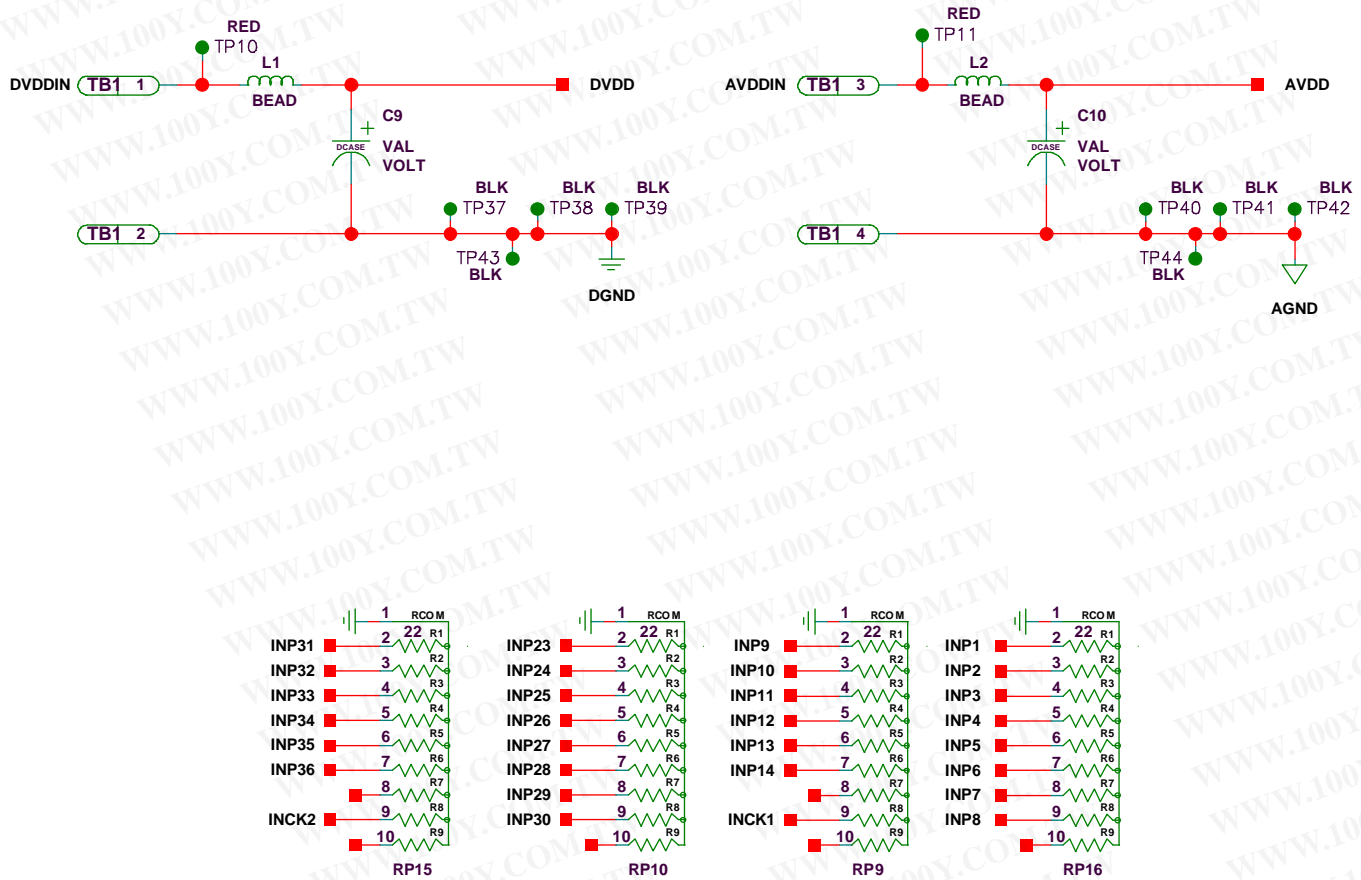 RED
TP10
L1
DVDDIN TB1 1 BEAD DVDD
C9
+
DCASE VAL
VOLT
BLK BLK BLK
TB1 2 TP37 TP38 TP39
TP43
BLK
DGND
RED
TP11
L2
AVDDIN TB1 3 BEAD AVDD
C10
+
DCASE VAL
VOLT
BLK BLK BLK
TB1 4 TP40 TP41 TP42
TP44
BLK
AGND
1 RCOM
22
INP31 2 R1
INP32 3 R2
INP33 4 R3
INP34 5 R4
INP35 6 R5
INP36 7 R6
8 R7
INCK2 9 R8
10 R9
RP15
1 RCOM
22
INP23 2 R1
INP24 3 R2
INP25 4 R3
INP26 5 R4
INP27 6 R5
INP28 7 R6
INP29 8 R7
INP30 9 R8
10 R9
RP10
1 RCOM
22
INP9 2 R1
INP10 3 R2
INP11 4 R3
INP12 5 R4
INP13 6 R5
INP14 7 R6
8 R7
INCK1 9 R8
10 R9
RP9
1 RCOM
22
INP1 2 R1
INP2 3 R2
INP3 4 R3
INP4 5 R4
INP5 6 R5
INP6 7 R6
INP7 8 R7
INP8 9 R8
10 R9
RP16
WWW.100Y.COM.TW